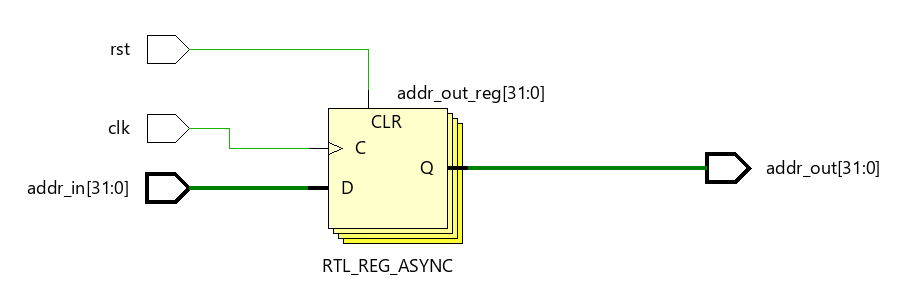 rst
addr_out_reg[31:0]
CLR
clk
C
Q
addr_out[31:0]
addr_in[31:0]
D
RTL_REG_ASYNC